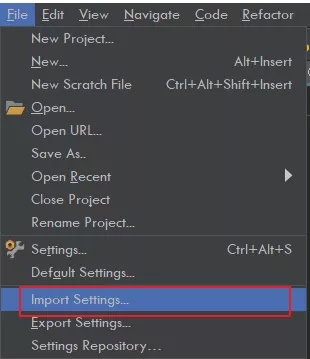 File Edit View Navigate Code Refactor
New Project...
New... Alt+Insert
New Scratch File Ctrl+Alt+Shift+Insert
Open...
Open URL...
Save As..
Open Recent
Close Project
Rename Project...
Settings... Ctrl+Alt+S
Default Settings...
Import Settings...
Export Settings...
Settings Repository...